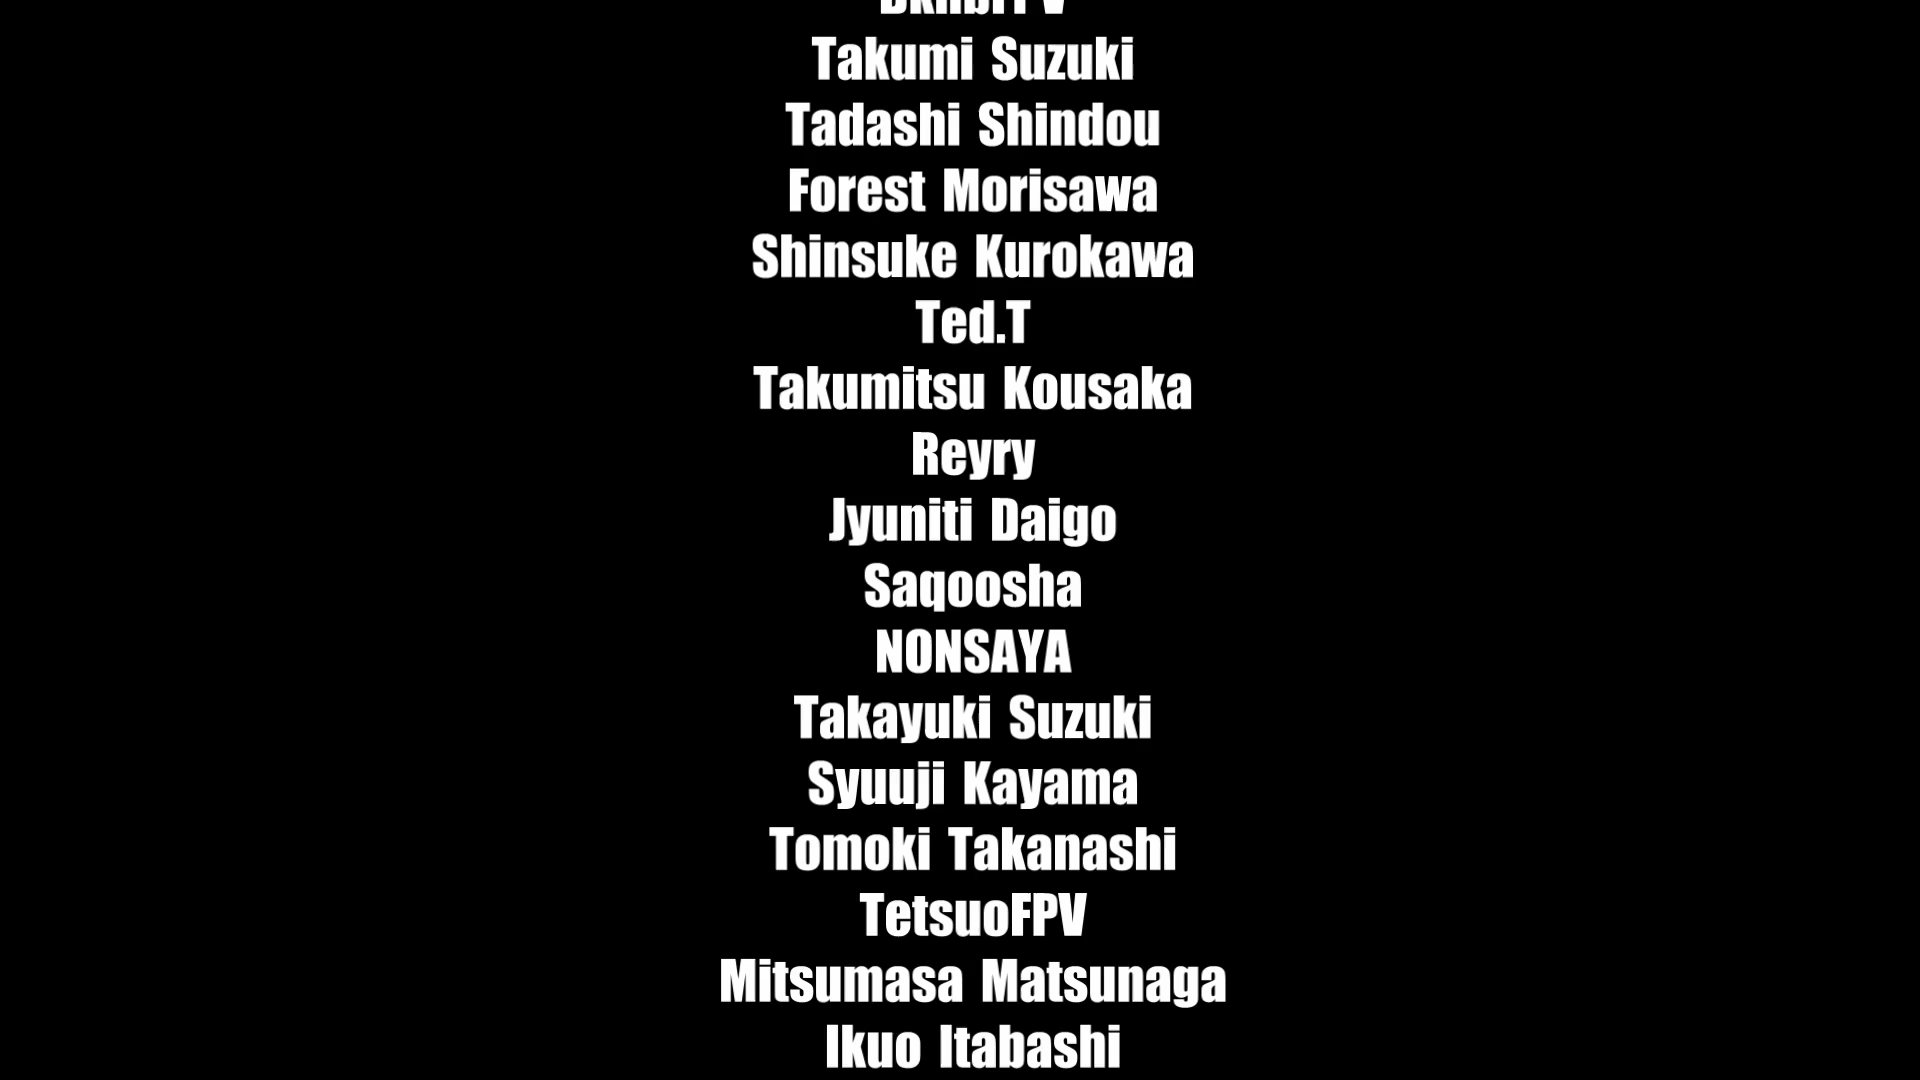 Takumi Suzuki
Tadashi Shindou
Forest Morisawa
Shinsuke Kurokawa
Ted.T
Takumitsu Kousaka
Reyry
Jyuniti Daigo
Saqoosha
NONSAYA
Takayuki Suzuki
Syuuji Kayama
Tomoki Takanashi
TetsuoFPV
Mitsumasa Matsunaga
Ikuo Itabashi